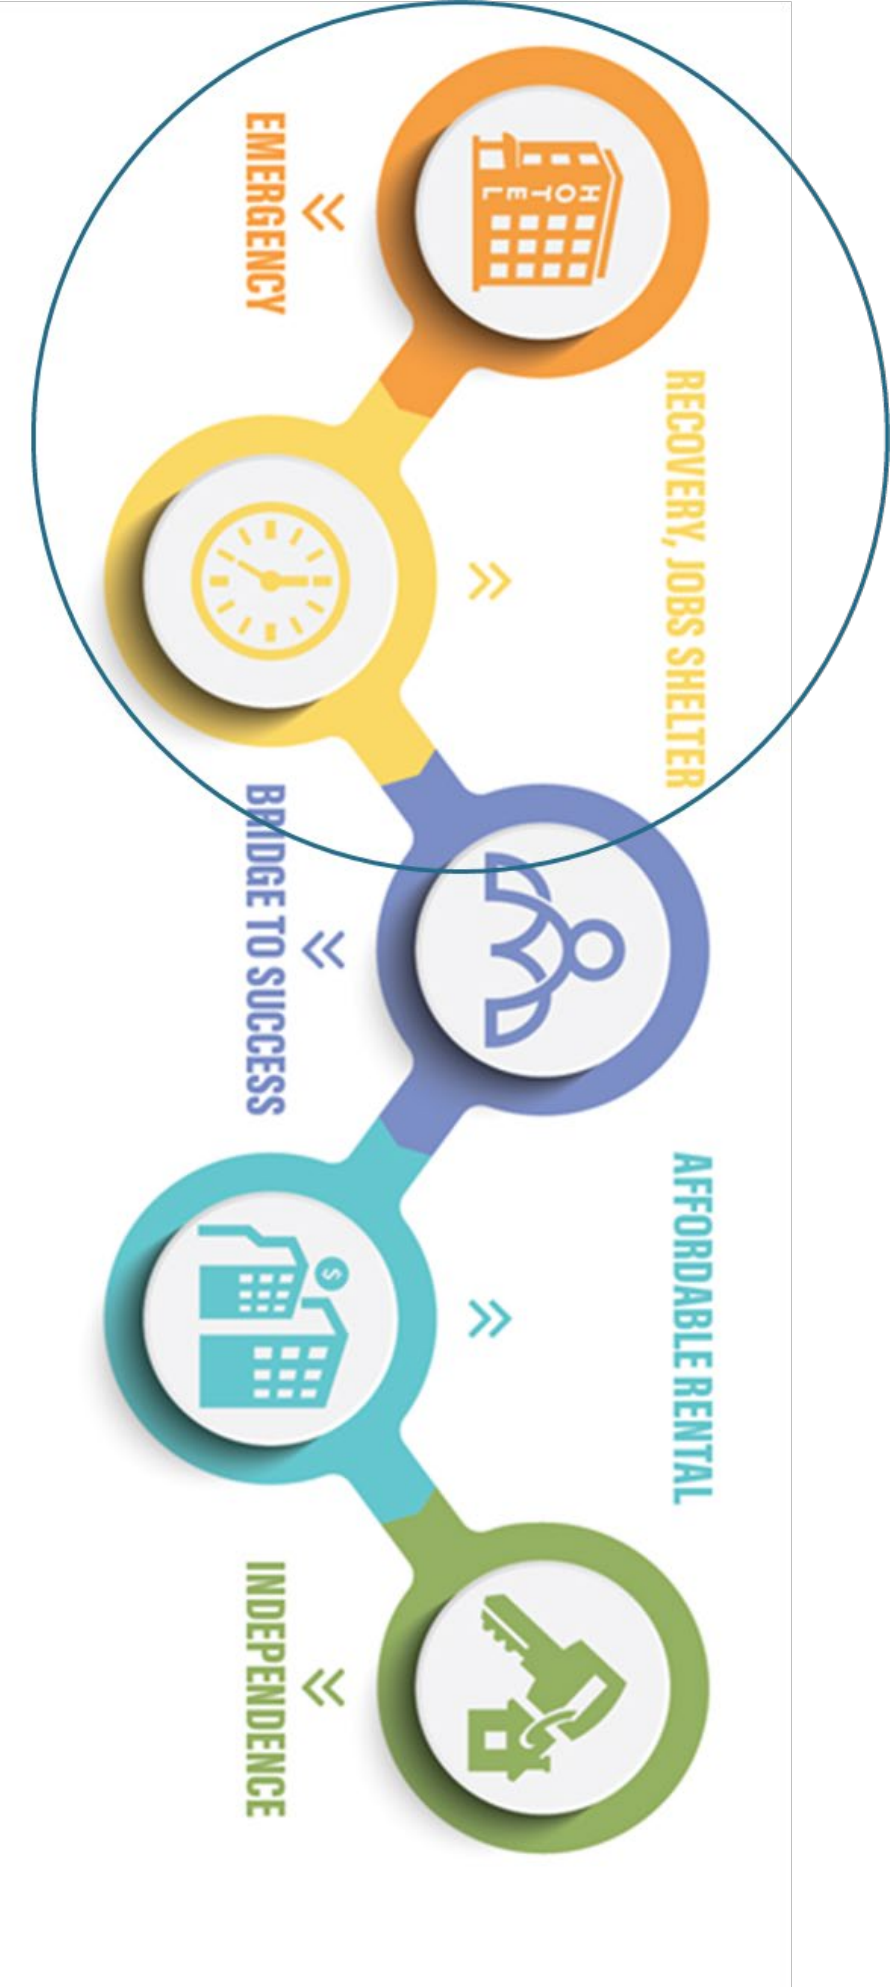 EMERGENCY
HOTEL
RECOVERY, JOBS SHELTER
BRIDGE TO SUCCESS
$
AFFORDABLE RENTAL
INDEPENDENCE